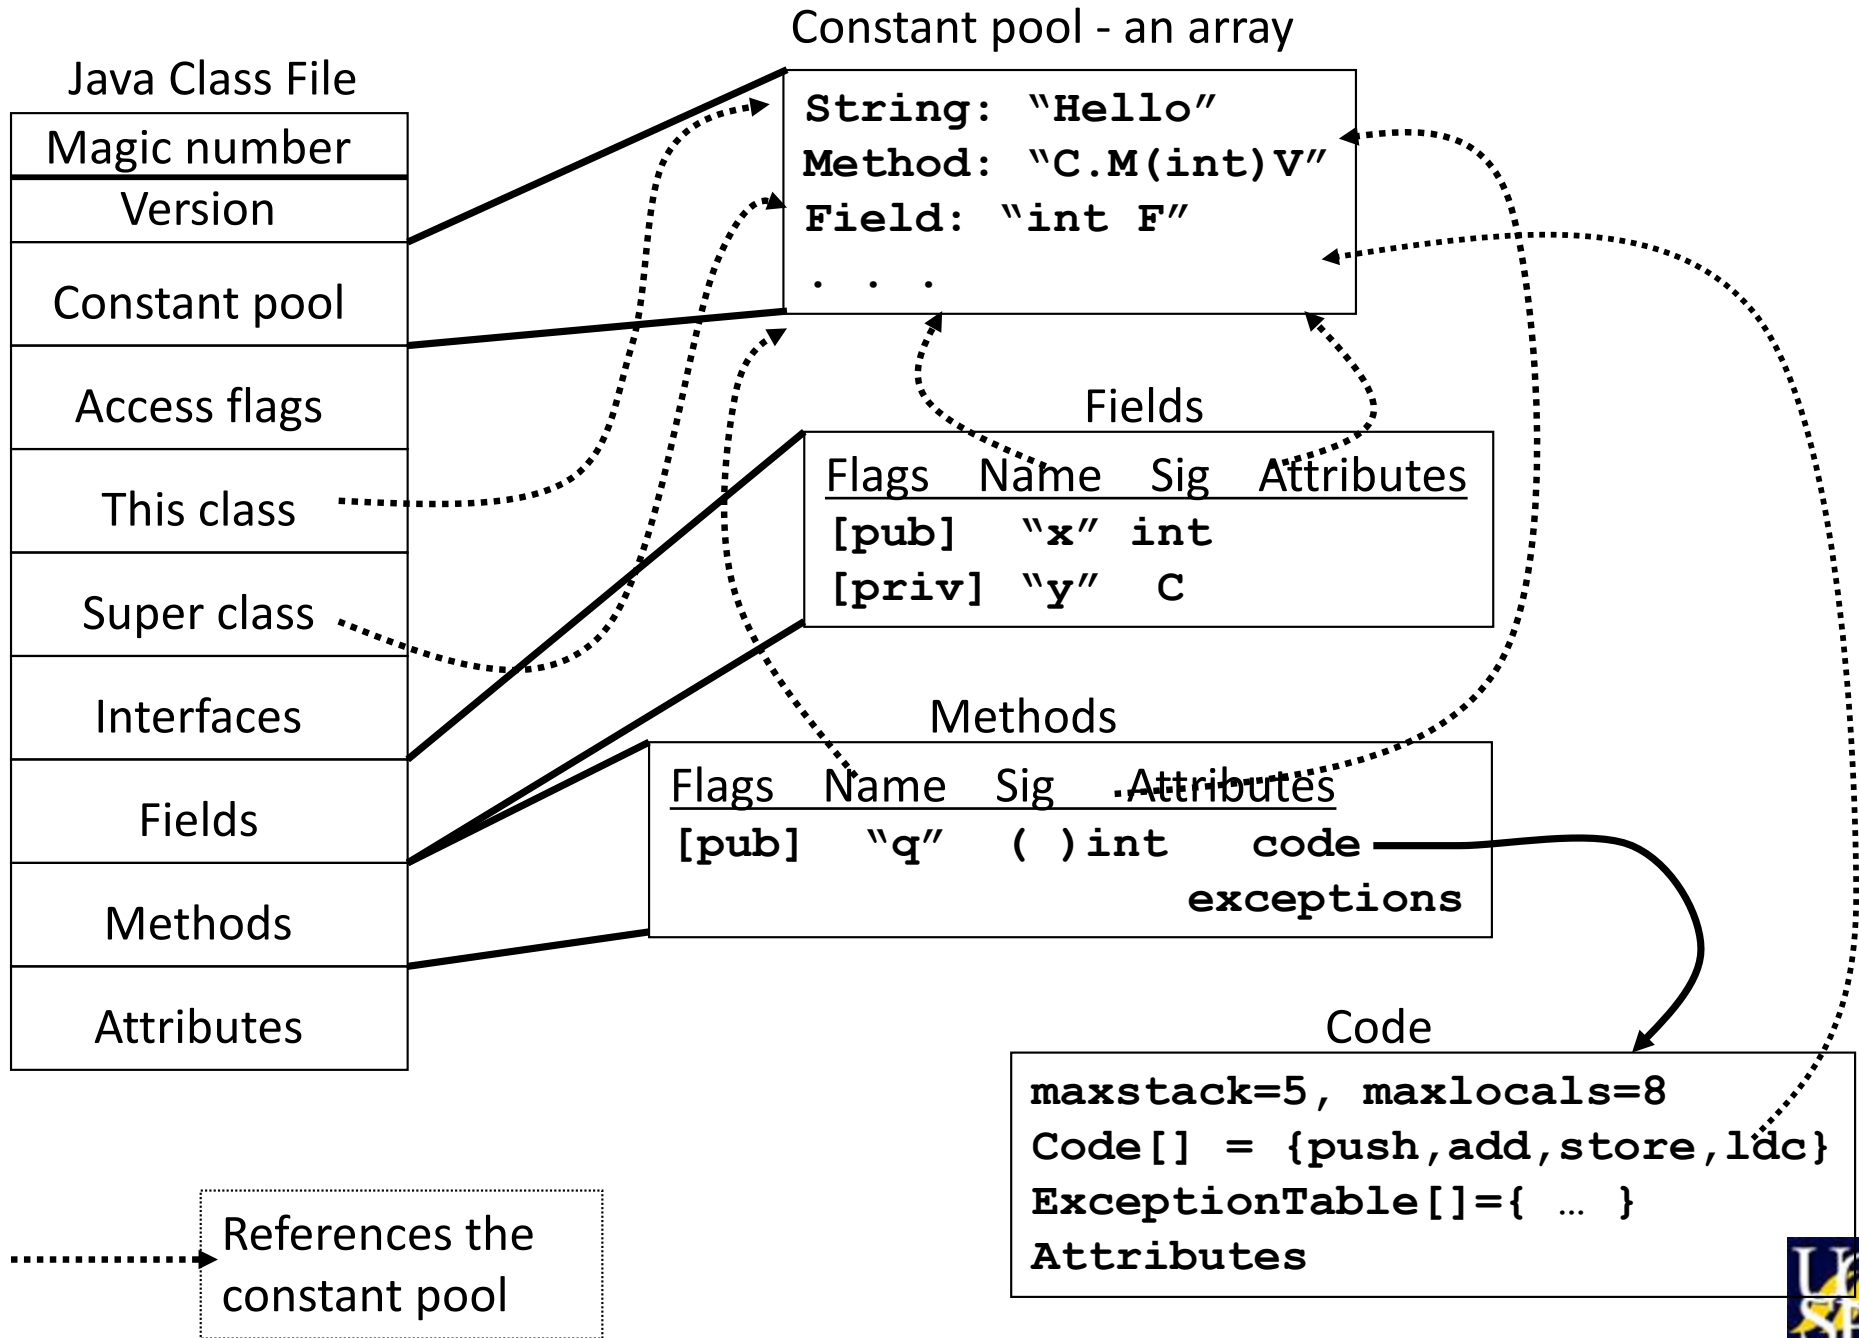 Constant pool - an array
Java Class File
Magic number
Version
Constant pool
Access flags
This class
Super class
Interfaces
Fields
Methods
Attributes
String: “Hello”
Method: “C.M(int)V”
Field: “int F”
. . .
Fields
Flags Name Sig Attributes
[pub] “x” int
[priv] “y” C
Methods
Flags Name Sig Attributes
[pub] “q” ( )int code
exceptions
Code
maxstack=5, maxlocals=8
Code[] = {push,add,store,ldc}
ExceptionTable[]={ … }
Attributes
References the
constant pool